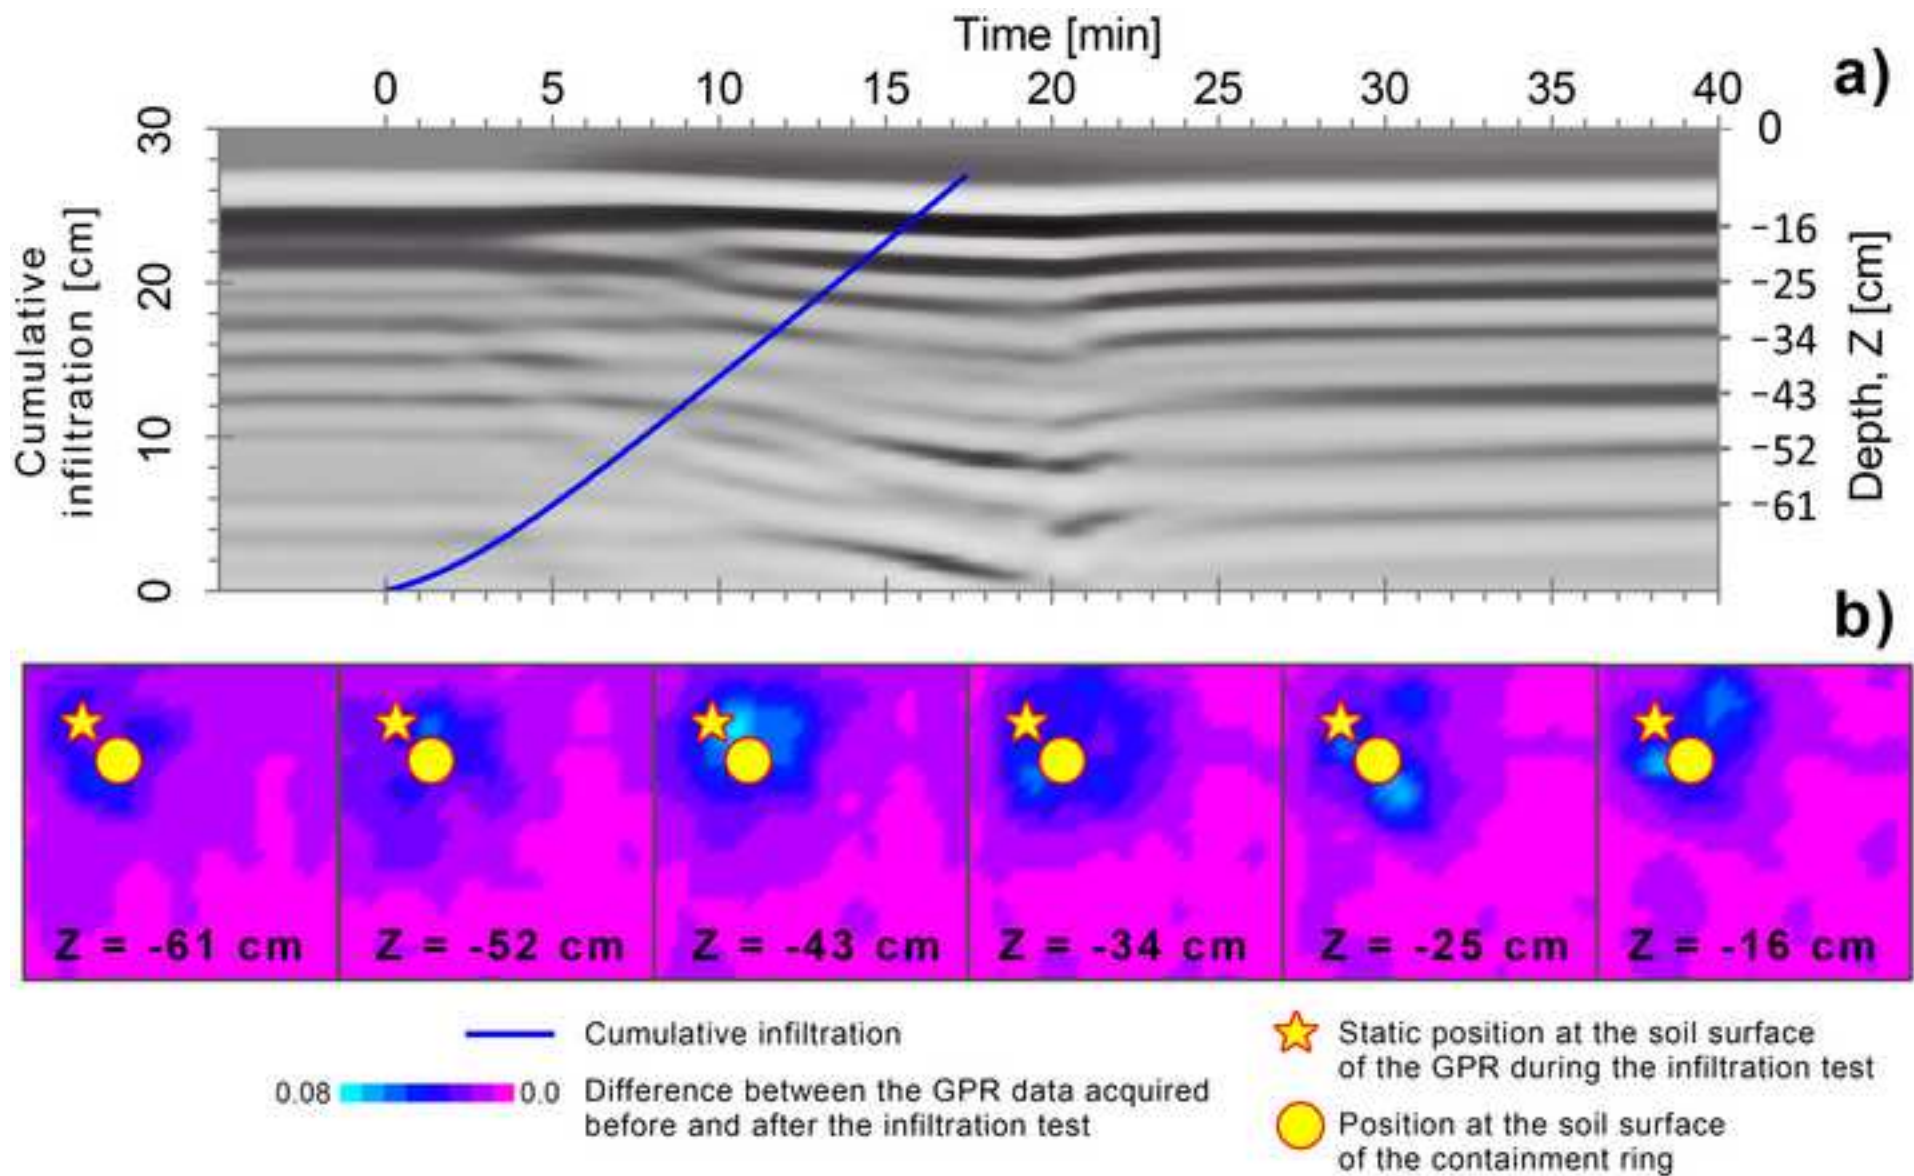 Time [min]
a)
0 5 10 15 20 25 30 35 40
30 20 10 0
Cumulative
infiltration [cm]
0
−16
−25
−34
−43
−52
−61
Depth, Z [cm]
b)
Z = -61 cm
Z = -52 cm
Z = -43 cm
Z = -34 cm
Z = -25 cm
Z = -16 cm
Cumulative infiltration
0.08 0.0
Difference between the GPR data acquired
before and after the infiltration test
Static position at the soil surface
of the GPR during the infiltration test
Position at the soil surface
of the containment ring